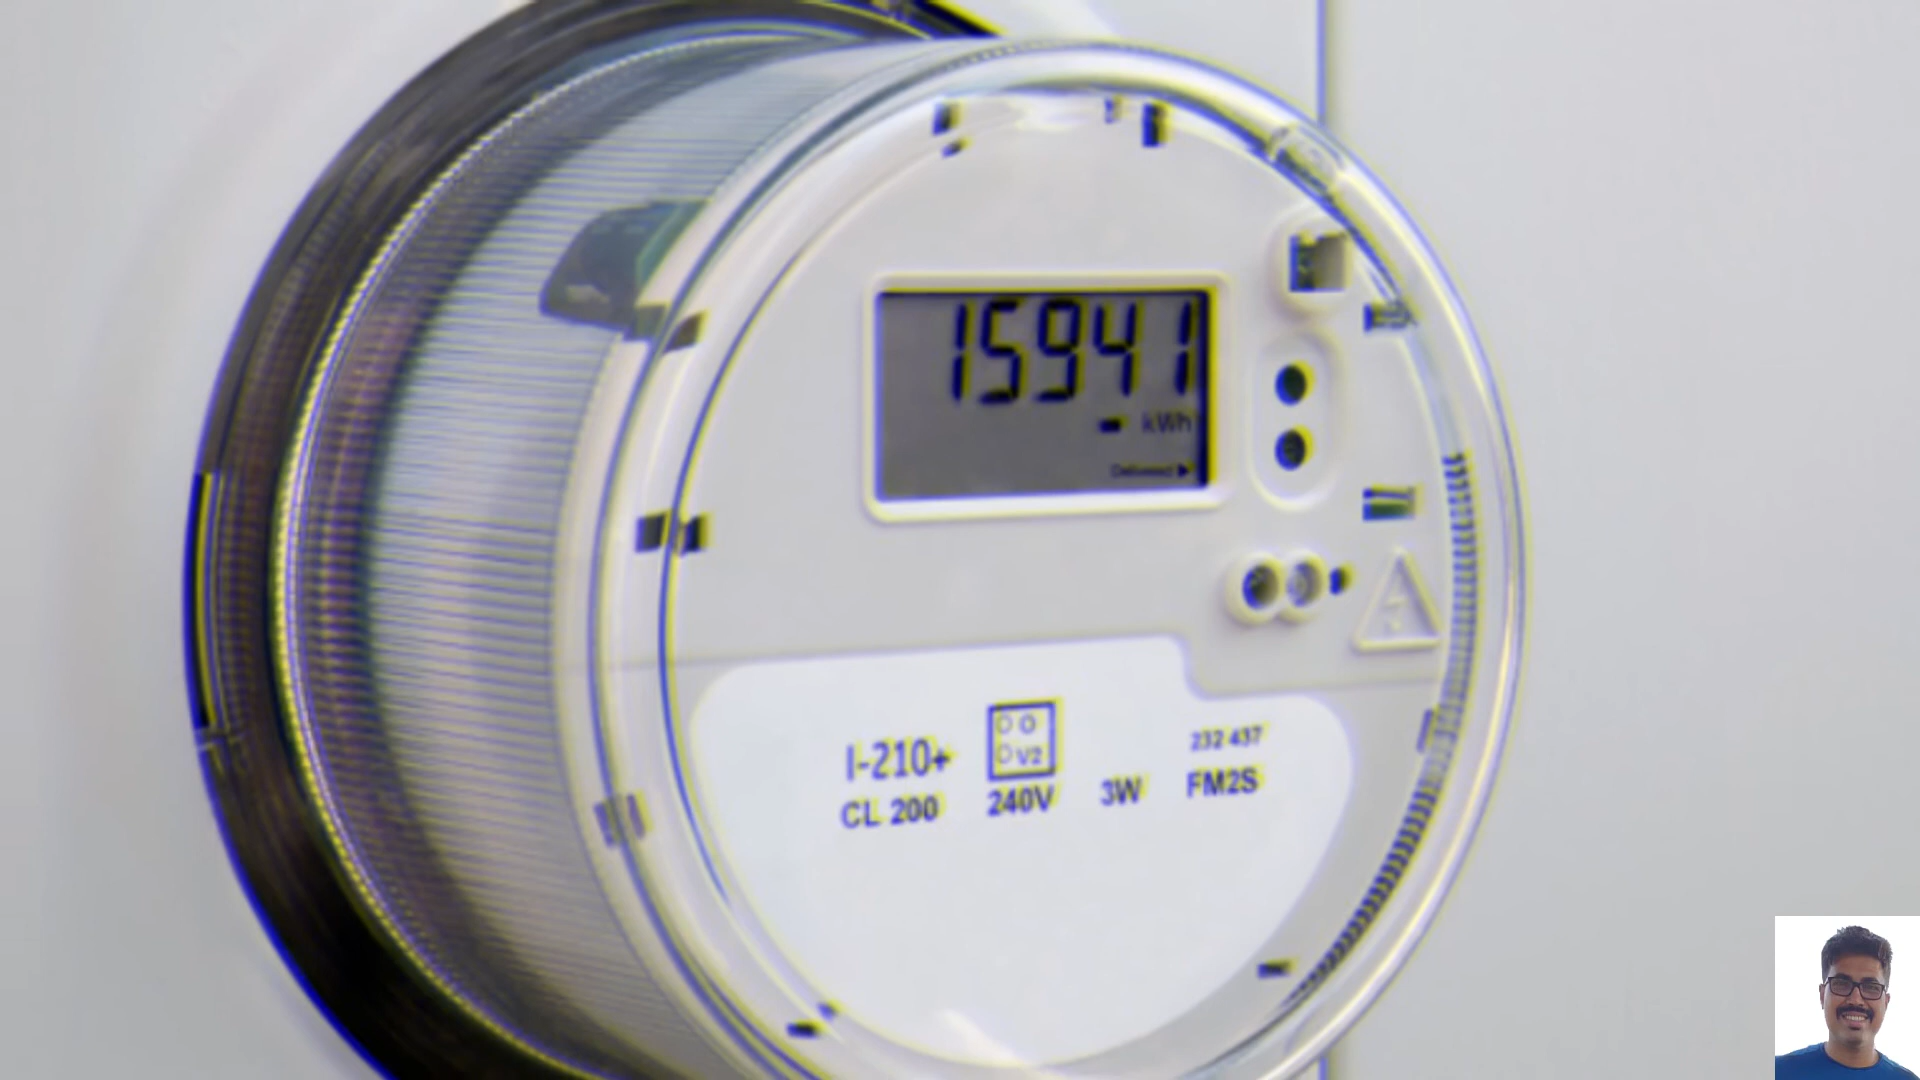 15941
kWh
Delivered ▶
I-210+
V2
232 437
CL 200
240V
3W
FM2S